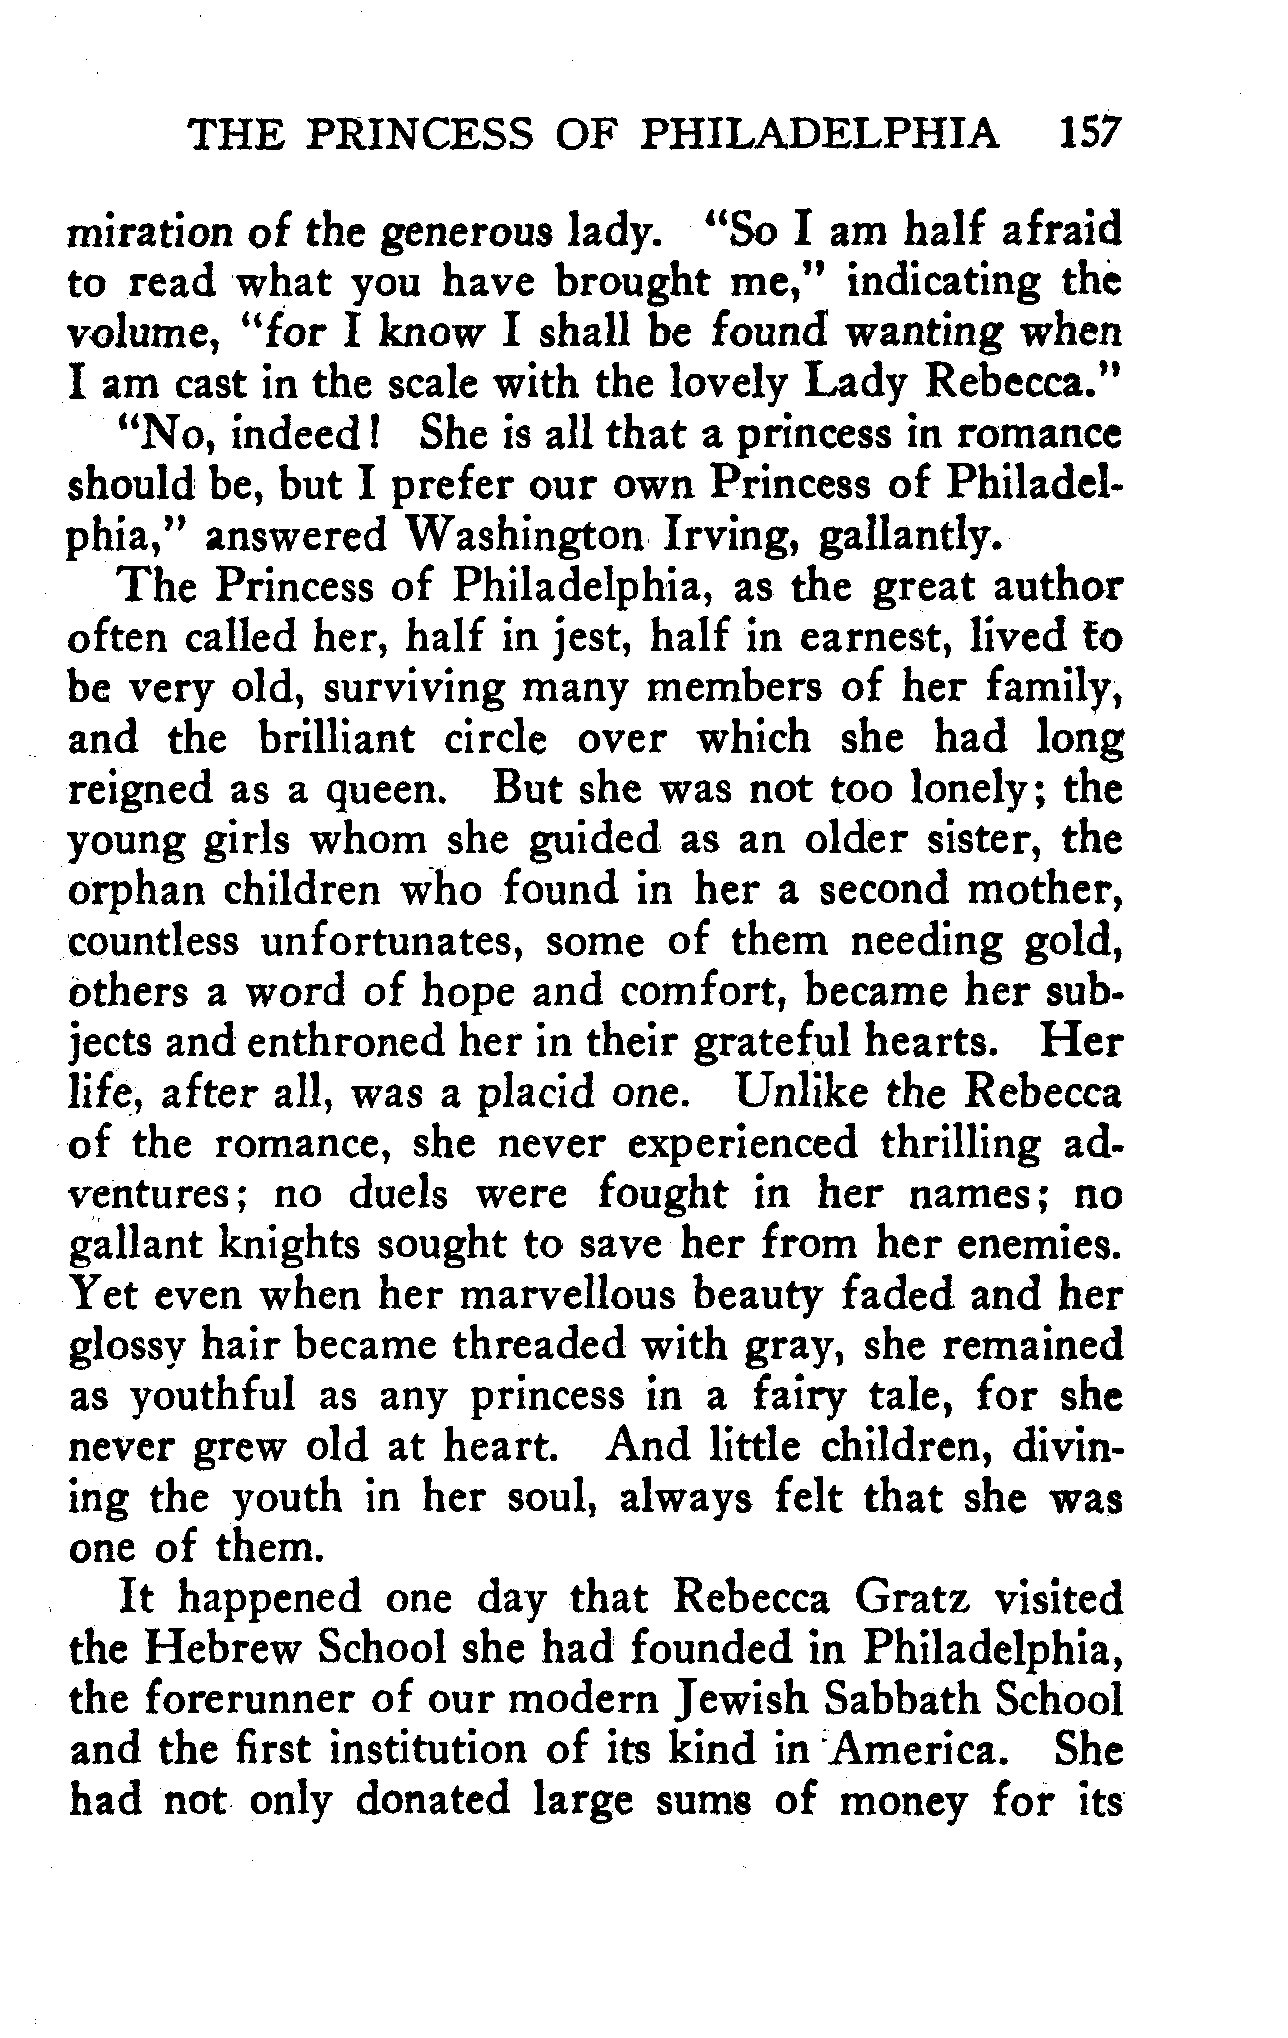 THE PRINCESS OF PHILADELPHIA 157
miration of the generous lady. "So I am half afraid
to read what you have brought me," indicating the
volume, "for I know I shall be found wanting when
I am cast in the scale with the lovely Lady Rebecca."
"No, indeed! She is all that a princess in romance
should be, but I prefer our own Princess of Philadel-
phia," answered Washington Irving, gallantly.
The Princess of Philadelphia, as the great author
often called her, half in jest, half in earnest, lived to
be very old, surviving many members of her family,
and the brilliant circle over which she had long
reigned as a queen. But she was not too lonely; the
young girls whom she guided as an older sister, the
orphan children who found in her a second mother,
countless unfortunates, some of them needing gold,
others a word of hope and comfort, became her sub-
jects and enthroned her in their grateful hearts. Her
life, after all, was a placid one. Unlike the Rebecca
of the romance, she never experienced thrilling ad-
ventures; no duels were fought in her names; no
gallant knights sought to save her from her enemies.
Yet even when her marvellous beauty faded and her
glossy hair became threaded with gray, she remained
as youthful as any princess in a fairy tale, for she
never grew old at heart. And little children, divin-
ing the youth in her soul, always felt that she was
one of them.
It happened one day that Rebecca Gratz visited
the Hebrew School she had founded in Philadelphia,
the forerunner of our modern Jewish Sabbath School
and the first institution of its kind in America. She
had not only donated large sums of money for its